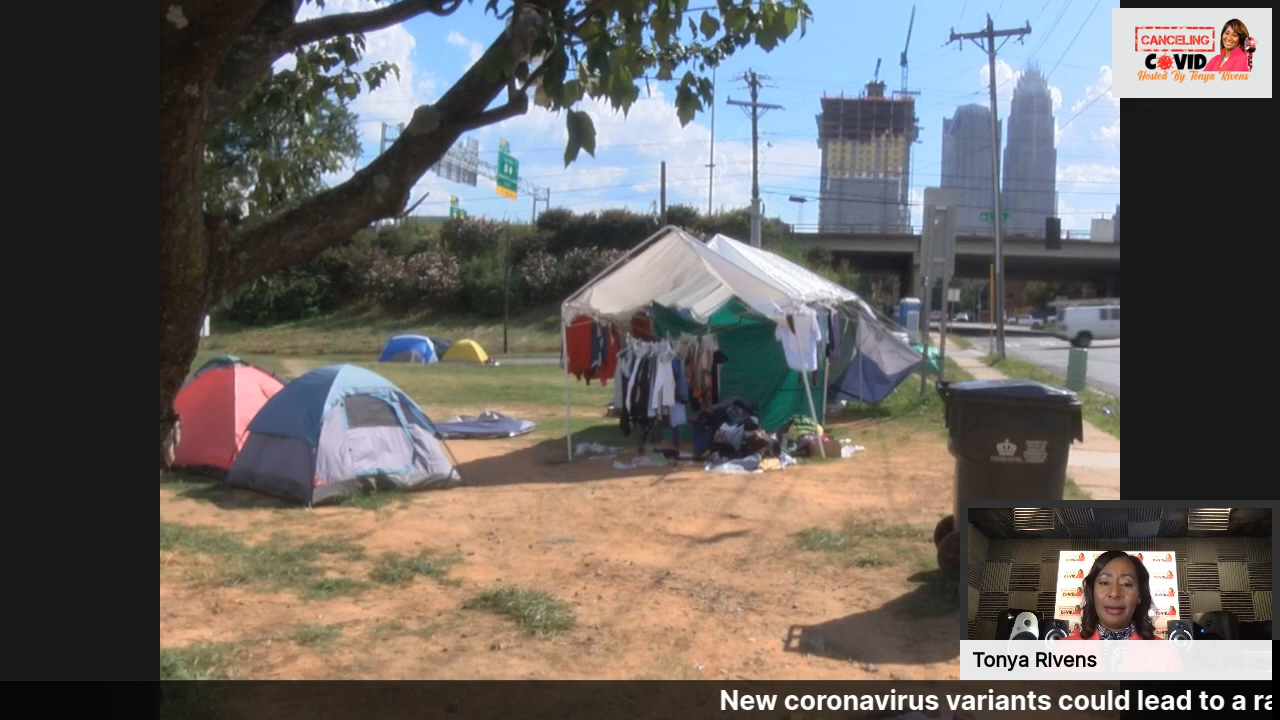 CANCELING
COVID
Hosted By Tonya Rivens
Tonya RIvens
New coronavirus variants could lead to a ra